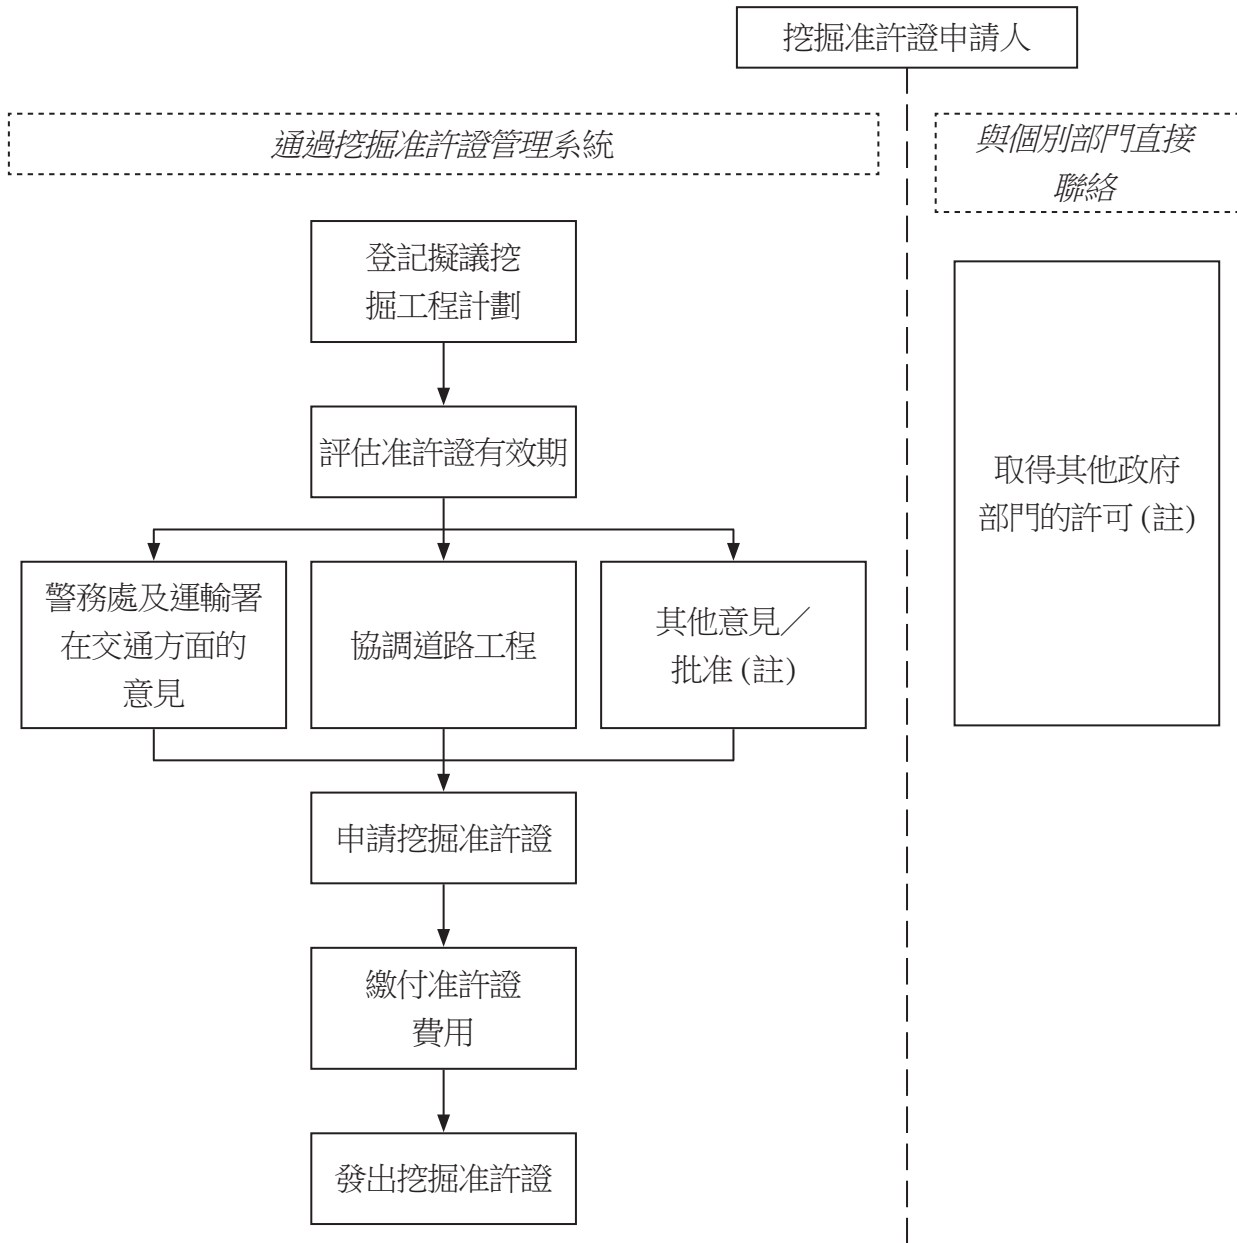 挖掘准許證申請人
通過挖掘准許證管理系統
與個別部門直接
聯絡
登記擬議挖
掘工程計劃
評估准許證有效期
取得其他政府
部門的許可(註)
警務處及運輸署
在交通方面的
意見
協調道路工程
其他意見／
批准(註)
申請挖掘准許證
繳付准許證
費用
發出挖掘准許證